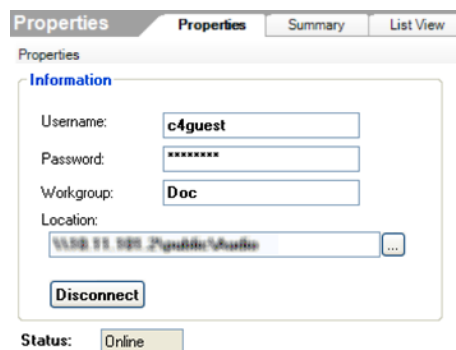 Properties Properties Summary List View
Properties
Information
Username: c4guest
Password: ********
Workgroup: Doc
Location:
...
Disconnect
Status: Online